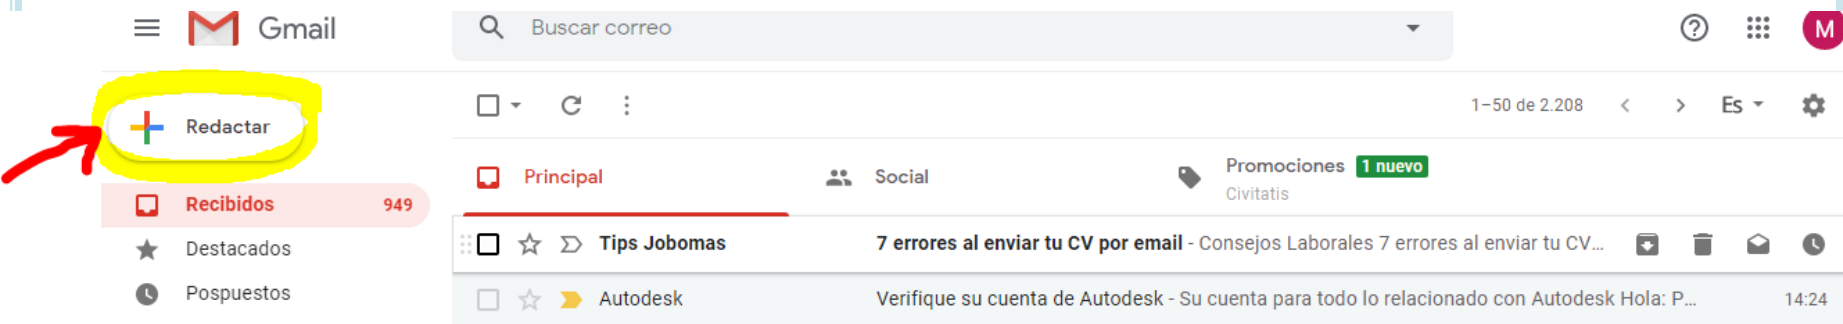 Gmail
Buscar correo
M
Redactar
1–50 de 2.208
Es
Principal
Social
Promociones 1 nuevo
Civitatis
Recibidos 949
Destacados
Pospuestos
Tips Jobomas 7 errores al enviar tu CV por email - Consejos Laborales 7 errores al enviar tu CV...
Autodesk Verifique su cuenta de Autodesk - Su cuenta para todo lo relacionado con Autodesk Hola: P... 14:24